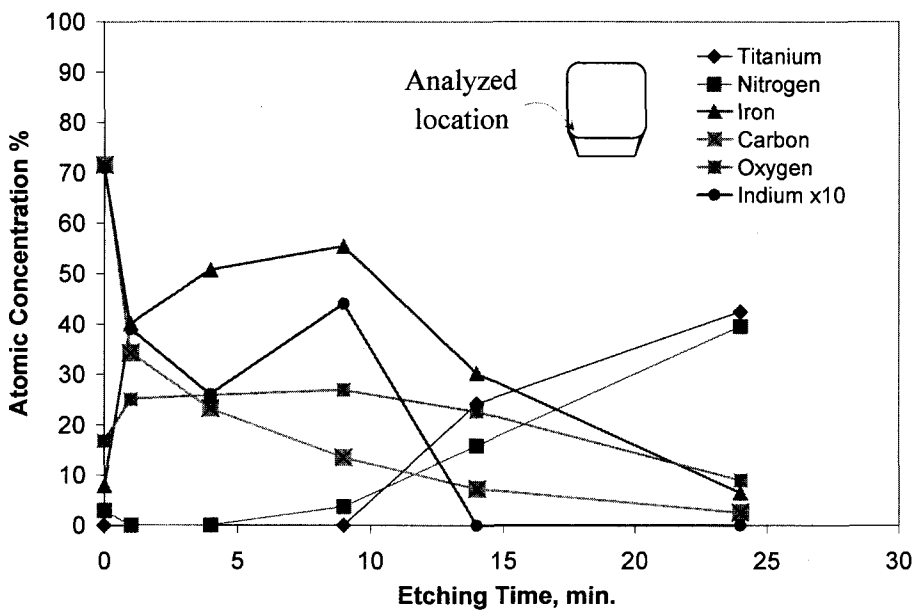 100
90
80
70
60
50
40
30
20
10
0
Atomic Concentration %
Analyzed
location
Titanium
Nitrogen
Iron
Carbon
Oxygen
Indium x10
0 5 10 15 20 25 30
Etching Time, min.